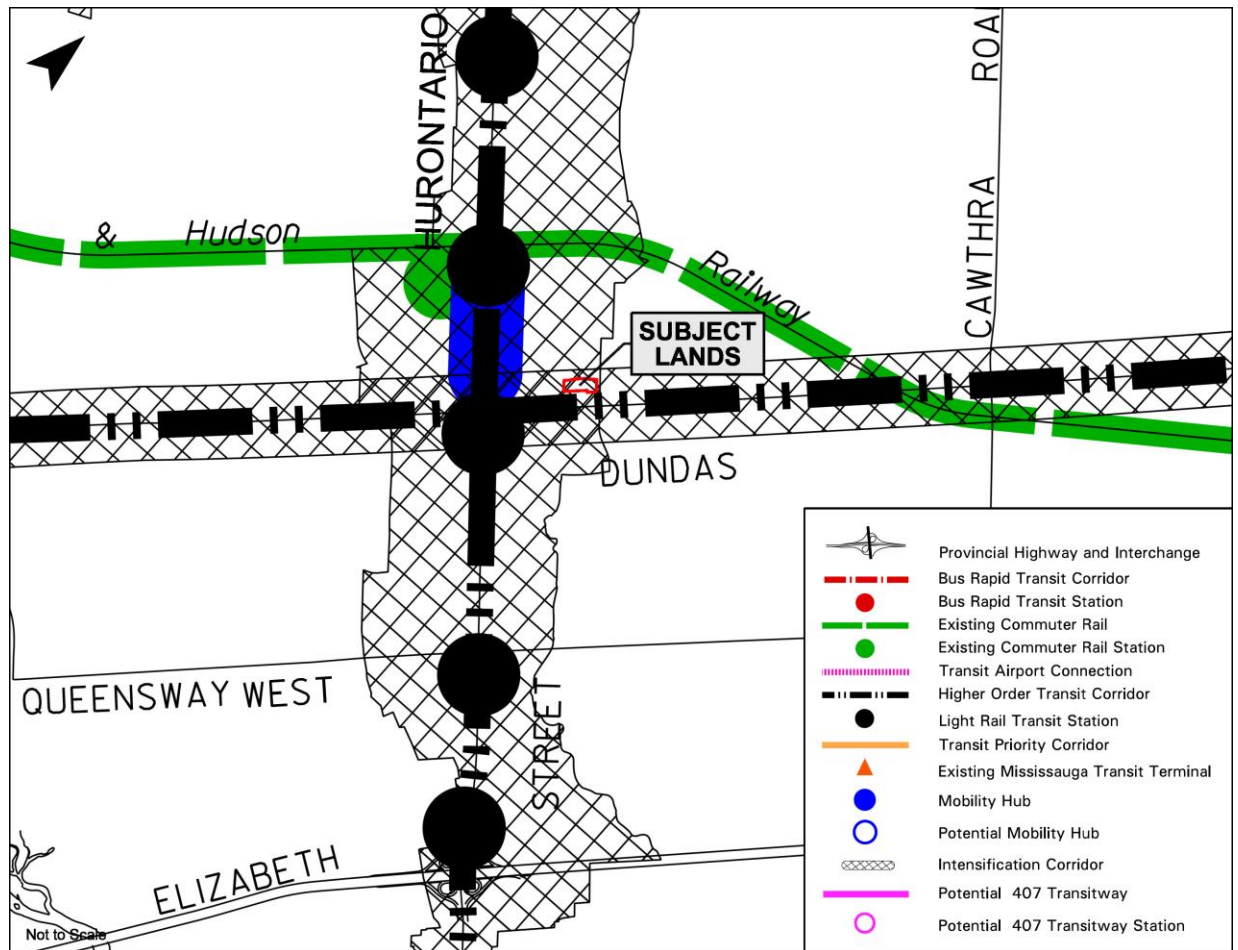 HURONTARIO
ROAD
CAWTHRA
& Hudson
Railway
SUBJECT
LANDS
DUNDAS
QUEENSWAY WEST
STREET
ELIZABETH
Not to Scale
Provincial Highway and Interchange
Bus Rapid Transit Corridor
Bus Rapid Transit Station
Existing Commuter Rail
Existing Commuter Rail Station
Transit Airport Connection
Higher Order Transit Corridor
Light Rail Transit Station
Transit Priority Corridor
Existing Mississauga Transit Terminal
Mobility Hub
Potential Mobility Hub
Intensification Corridor
Potential 407 Transitway
Potential 407 Transitway Station